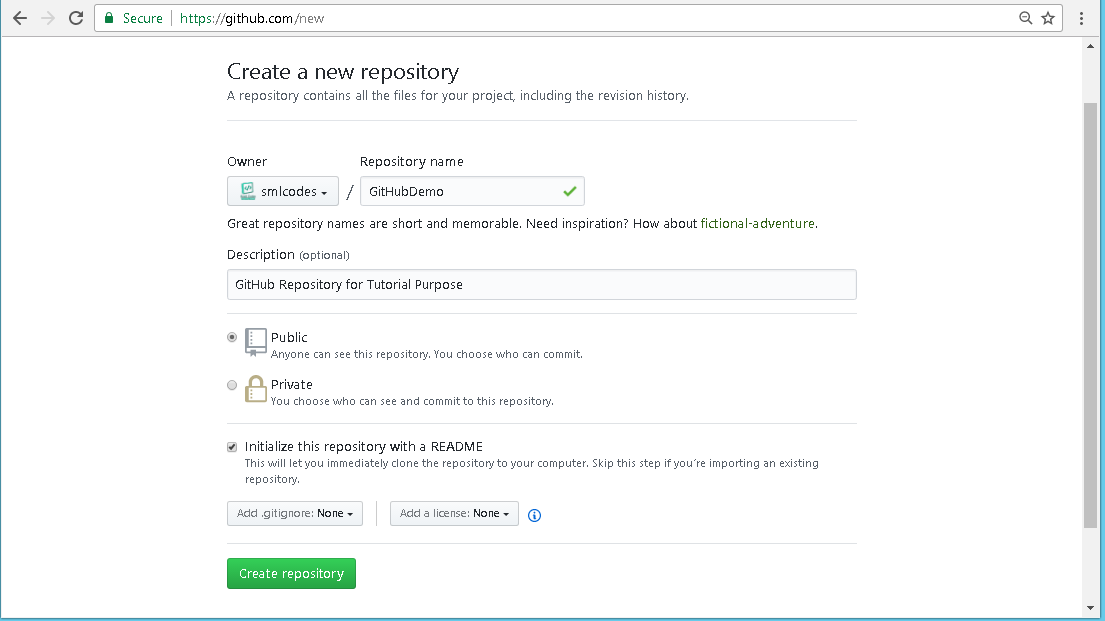 Secure https://github.com/new
Create a new repository
A repository contains all the files for your project, including the revision history.
Owner Repository name
smlcodes / GitHubDemo
Great repository names are short and memorable. Need inspiration? How about fictional-adventure.
Description (optional)
GitHub Repository for Tutorial Purpose
Public
Anyone can see this repository. You choose who can commit.
Private
You choose who can see and commit to this repository.
Initialize this repository with a README
This will let you immediately clone the repository to your computer. Skip this step if you're importing an existing
repository.
Add .gitignore: None Add a license: None
Create repository